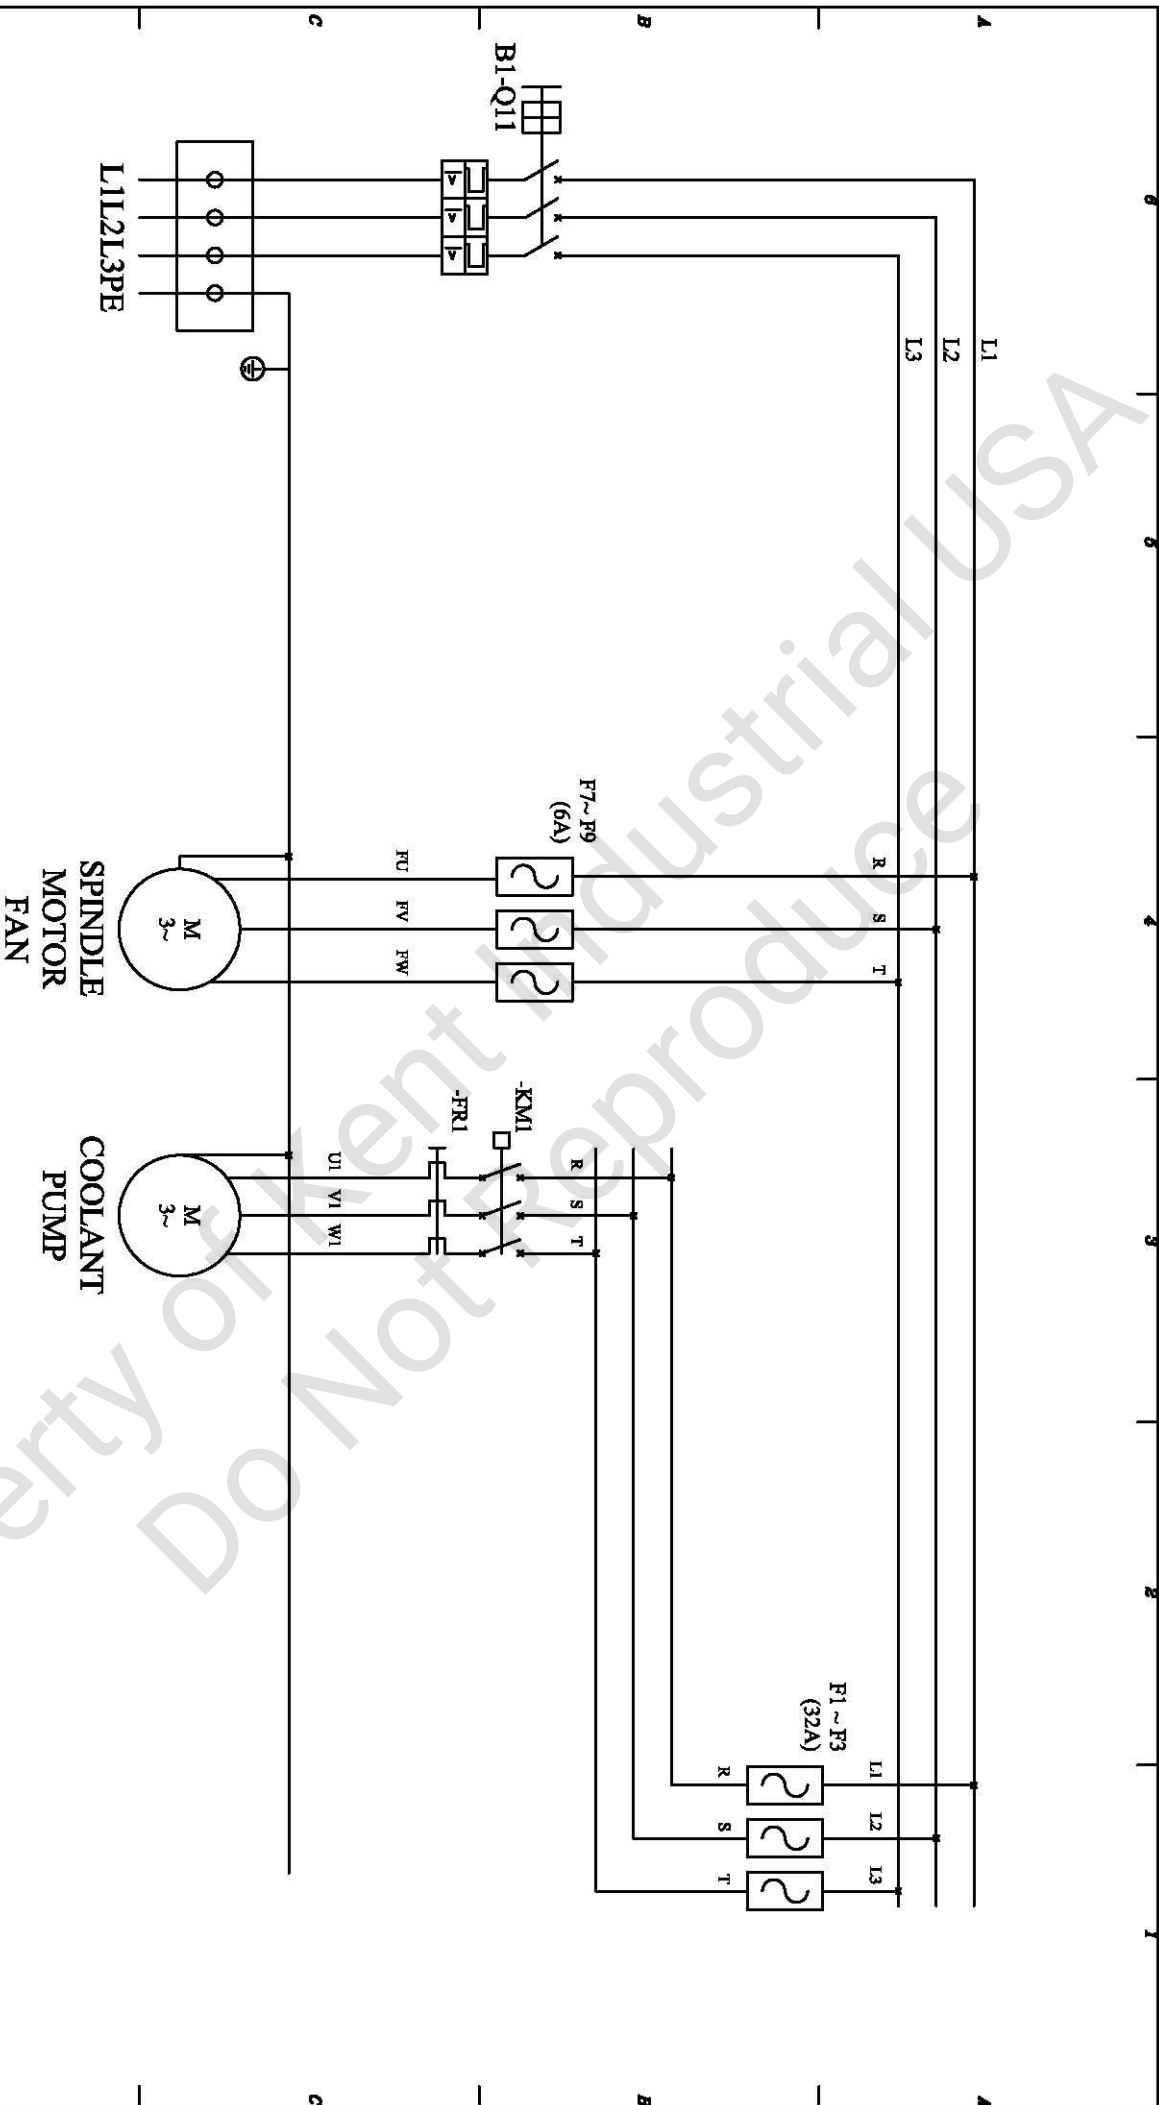 6
5
4
3
2
1
A
A
L1
L2
L3
L1
L2
L3
F1 ~ F3
(32A)
R
S
T
R
S
T
B
B
B1-Q11
F7~ F9
(6A)
-KM1
R
S
T
-FR1
FU
FV
FW
U1
V1
W1
C
C
L1L2L3PE
M
3~
M
3~
SPINDLE
MOTOR
FAN
COOLANT
PUMP
erty of Kent Industrial USA
Do Not Reproduce